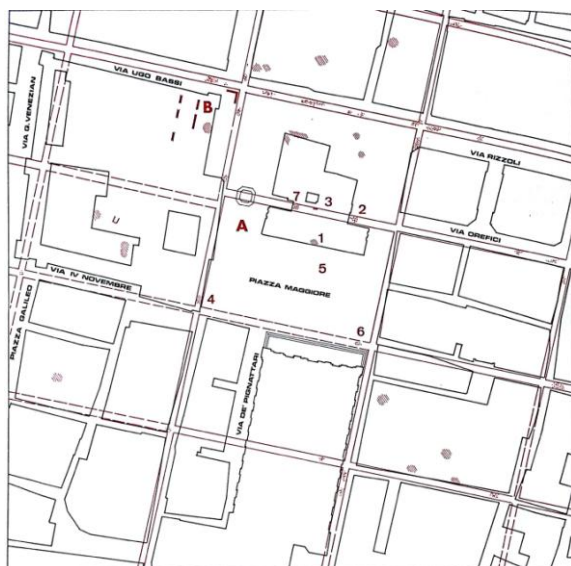 VIA UGO BASSI
VIA G. VENEZIAN
B
VIA RIZZOLI
7
3
2
A
VIA OREFICI
1
5
U
VIA IV NOVEMBRE
PIAZZA MAGGIORE
4
6
PIAZZA GALILEO
VIA DE' PIGNATTARI